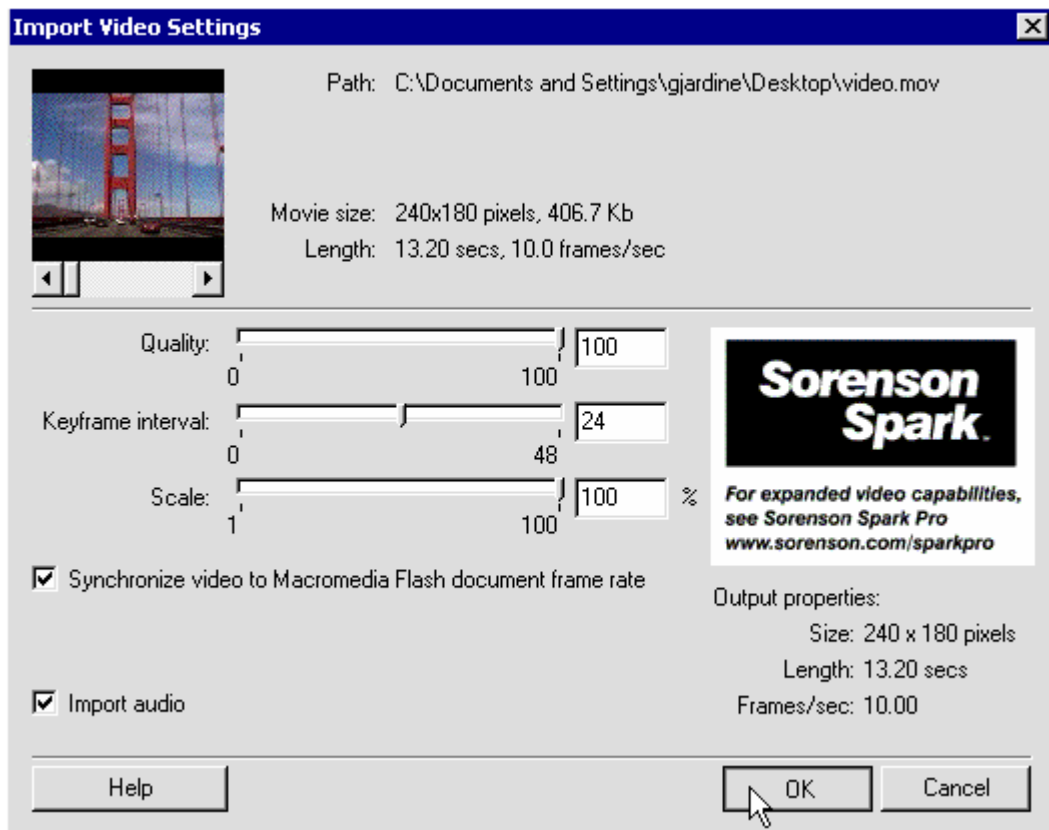 Import Video Settings
Path: C:\Documents and Settings\gjardine\Desktop\video.mov
Movie size: 240x180 pixels, 406.7 Kb
Length: 13.20 secs, 10.0 frames/sec
Quality: 100
0 100
Keyframe interval: 24
0 48
Scale: 100 %
1 100
Sorenson
Spark™
For expanded video capabilities,
see Sorenson Spark Pro
www.sorenson.com/sparkpro
Synchronize video to Macromedia Flash document frame rate
Import audio
Output properties:
Size: 240 x 180 pixels
Length: 13.20 secs
Frames/sec: 10.00
Help
OK
Cancel